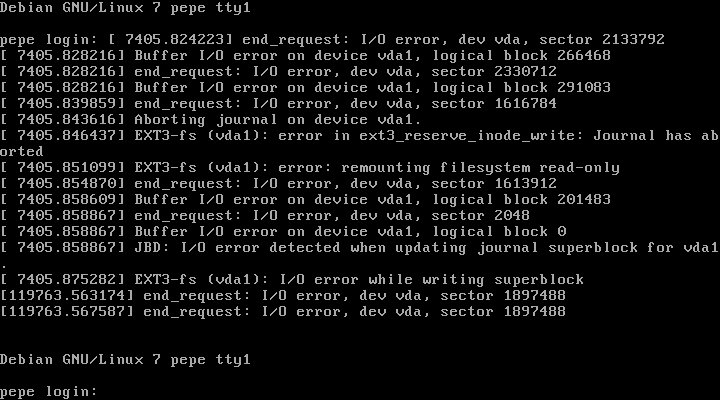 Debian GNU/Linux 7 pepe tty1
pepe login: [ 7405.824223] end_request: I/O error, dev vda, sector 2133792
[ 7405.828216] Buffer I/O error on device vda1, logical block 266468
[ 7405.828216] end_request: I/O error, dev vda, sector 2330712
[ 7405.828216] Buffer I/O error on device vda1, logical block 291083
[ 7405.839859] end_request: I/O error, dev vda, sector 1616784
[ 7405.843616] Aborting journal on device vda1.
[ 7405.846437] EXT3-fs (vda1): error in ext3_reserve_inode_write: Journal has ab
orted
[ 7405.851099] EXT3-fs (vda1): error: remounting filesystem read-only
[ 7405.854870] end_request: I/O error, dev vda, sector 1613912
[ 7405.858609] Buffer I/O error on device vda1, logical block 201483
[ 7405.858867] end_request: I/O error, dev vda, sector 2048
[ 7405.858867] Buffer I/O error on device vda1, logical block 0
[ 7405.858867] JBD: I/O error detected when updating journal superblock for vda1
.
[ 7405.875282] EXT3-fs (vda1): I/O error while writing superblock
[119763.563174] end_request: I/O error, dev vda, sector 1897488
[119763.567587] end_request: I/O error, dev vda, sector 1897488
Debian GNU/Linux 7 pepe tty1
pepe login: